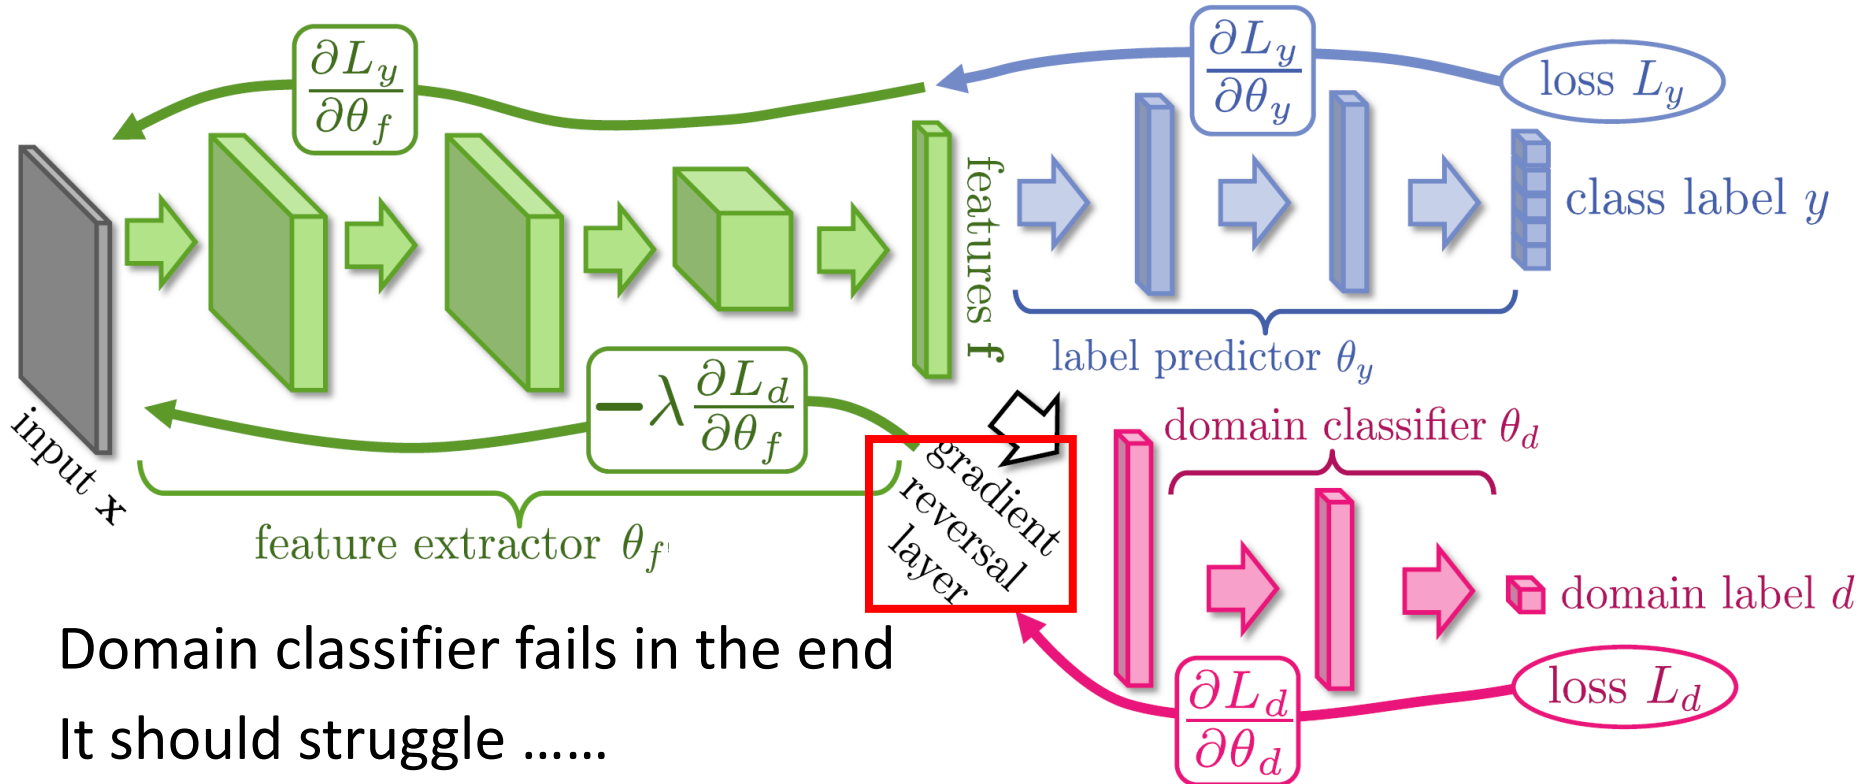 ∂L_y
∂θ_f
∂L_y
∂θ_y
loss L_y
features f
class label y
label predictor θ_y
−λ ∂L_d
∂θ_f
input x
domain classifier θ_d
gradient
reversal
layer
feature extractor θ_f
domain label d
Domain classifier fails in the end
loss L_d
∂L_d
∂θ_d
It should struggle ......